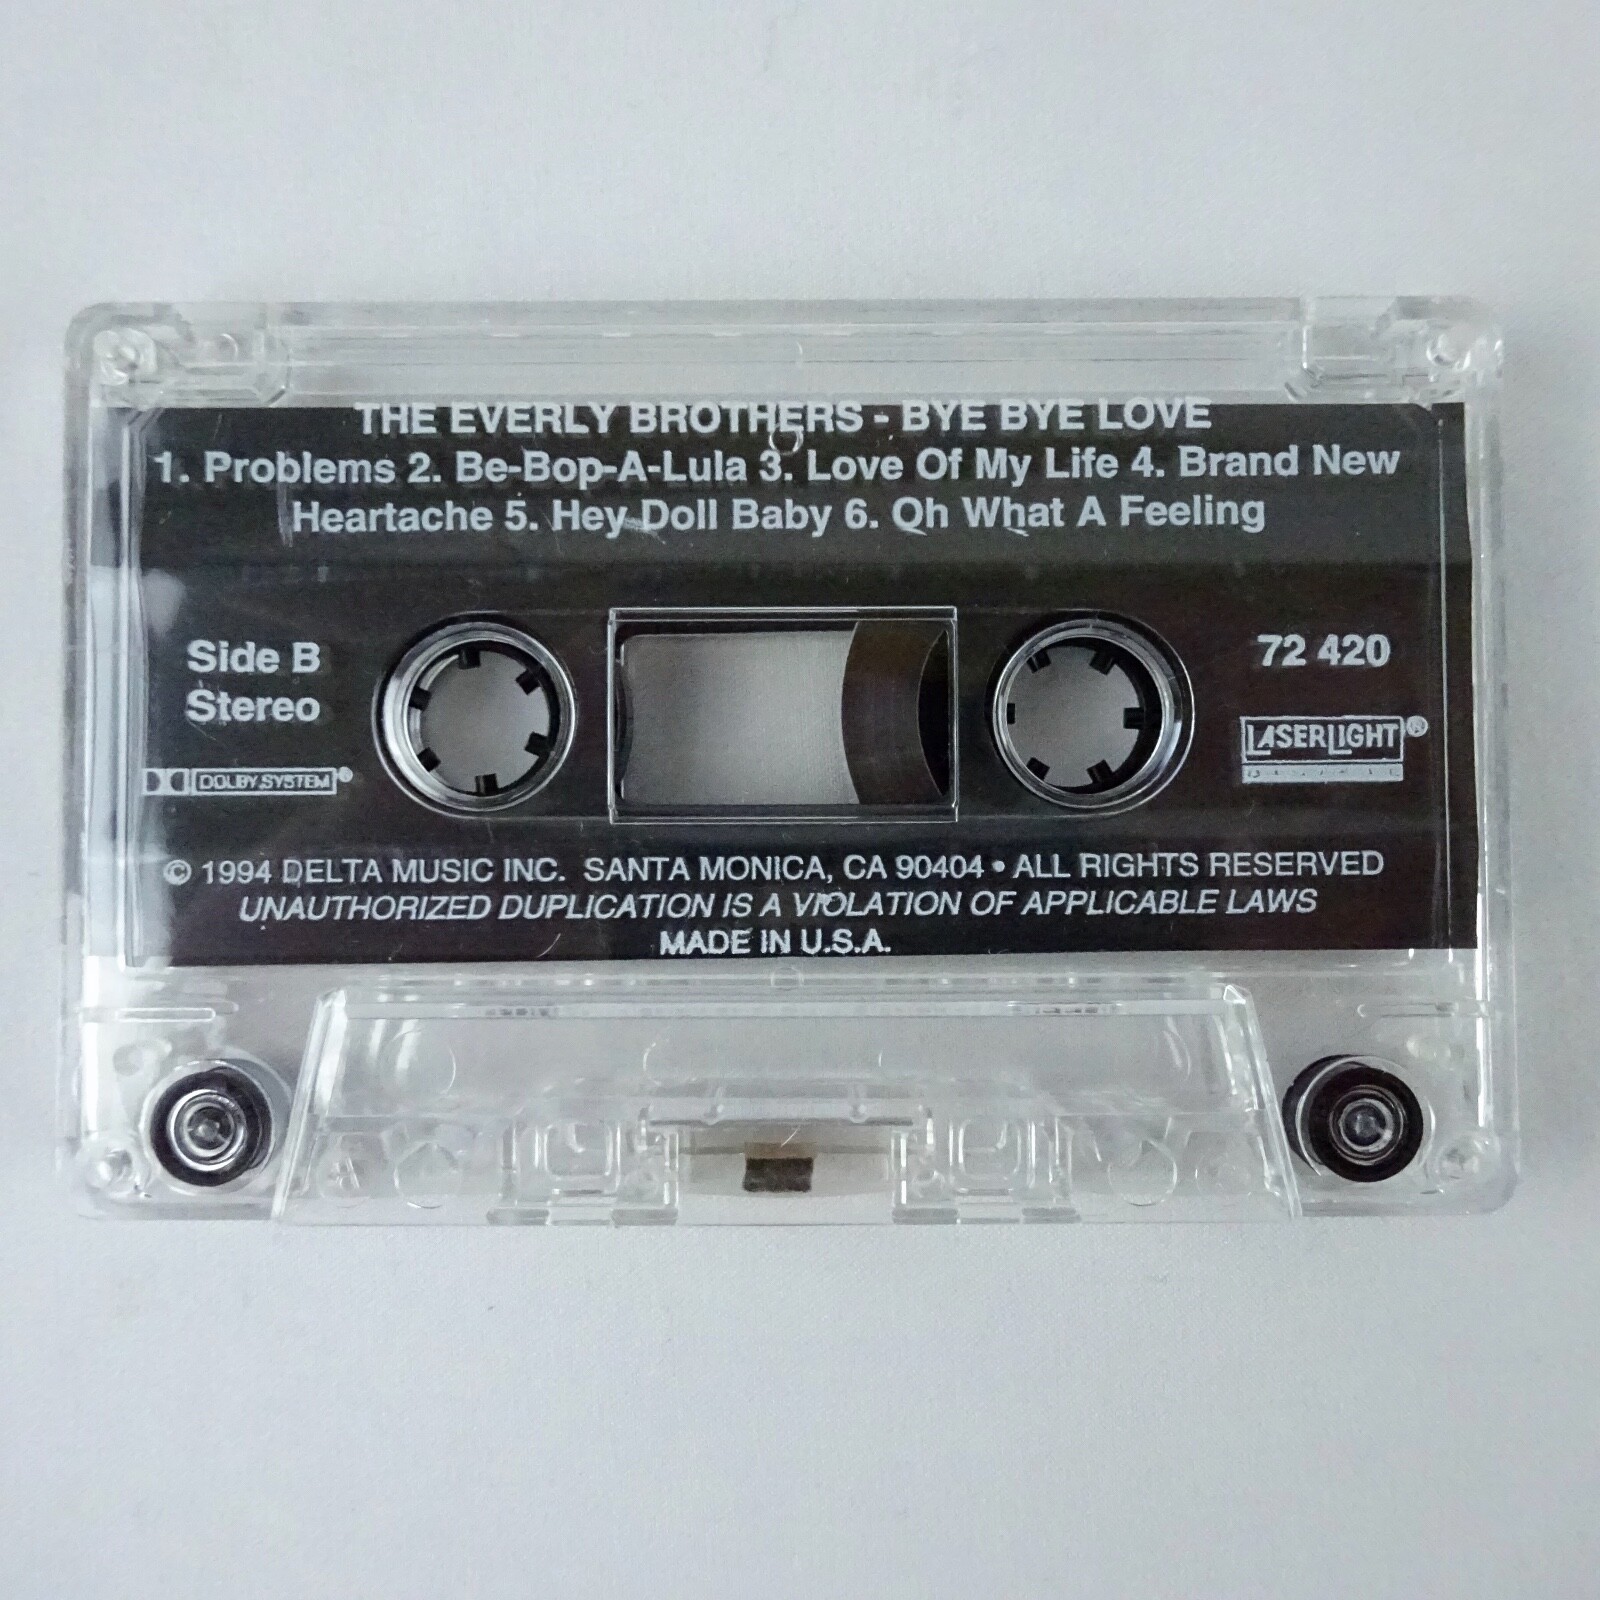 THE EVERLY BROTHERS - BYE BYE LOVE
1. Problems 2. Be-Bop-A-Lula 3. Love Of My Life 4. Brand New
Heartache 5. Hey Doll Baby 6. Oh What A Feeling
Side B
Stereo
DOLBY SYSTEM®
72 420
LASERLIGHT®
DIGITAL
© 1994 DELTA MUSIC INC. SANTA MONICA, CA 90404 • ALL RIGHTS RESERVED
UNAUTHORIZED DUPLICATION IS A VIOLATION OF APPLICABLE LAWS
MADE IN U.S.A.